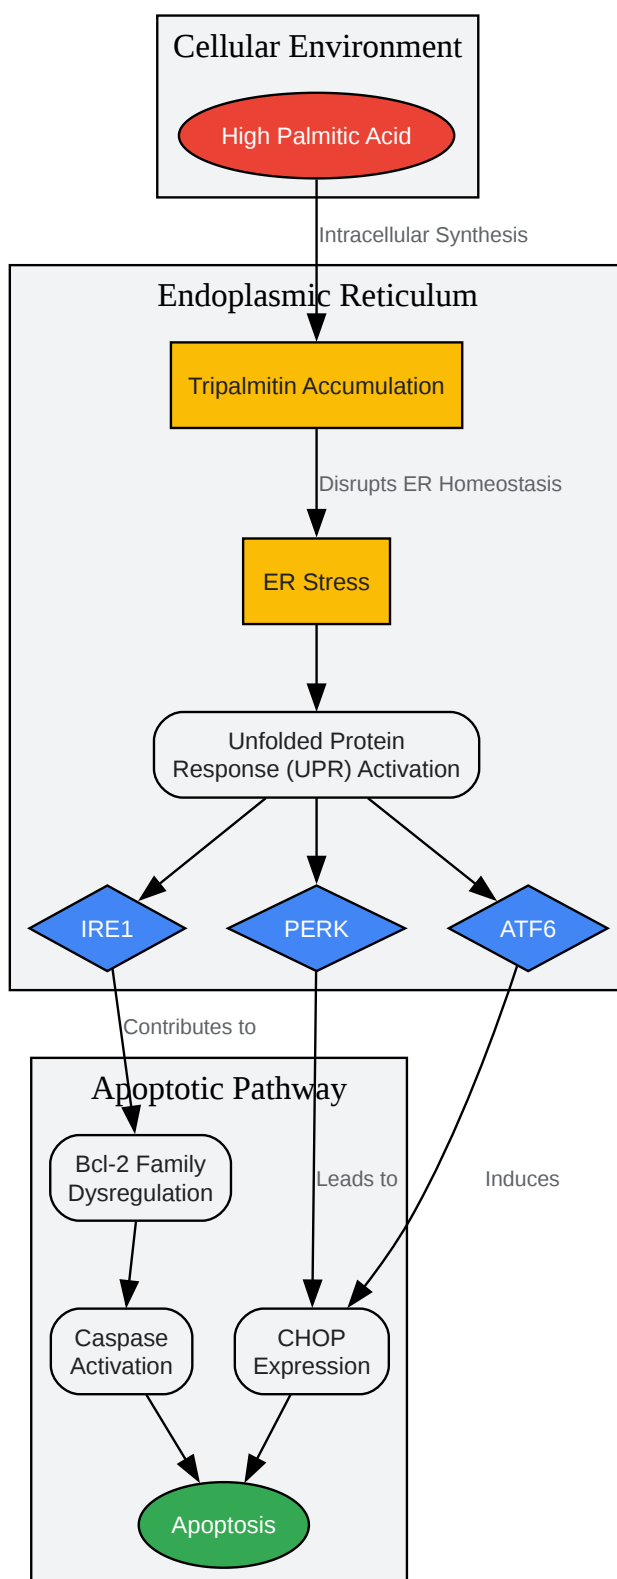 Cellular Environment
High Palmitic Acid
Intracellular Synthesis
Endoplasmic Reticulum
Tripalmitin Accumulation
Disrupts ER Homeostasis
ER Stress
Unfolded Protein
Response (UPR) Activation
IRE1
PERK
ATF6
Contributes to
Apoptotic Pathway
Bcl-2 Family
Dysregulation
Leads to
Induces
Caspase
Activation
CHOP
Expression
Apoptosis